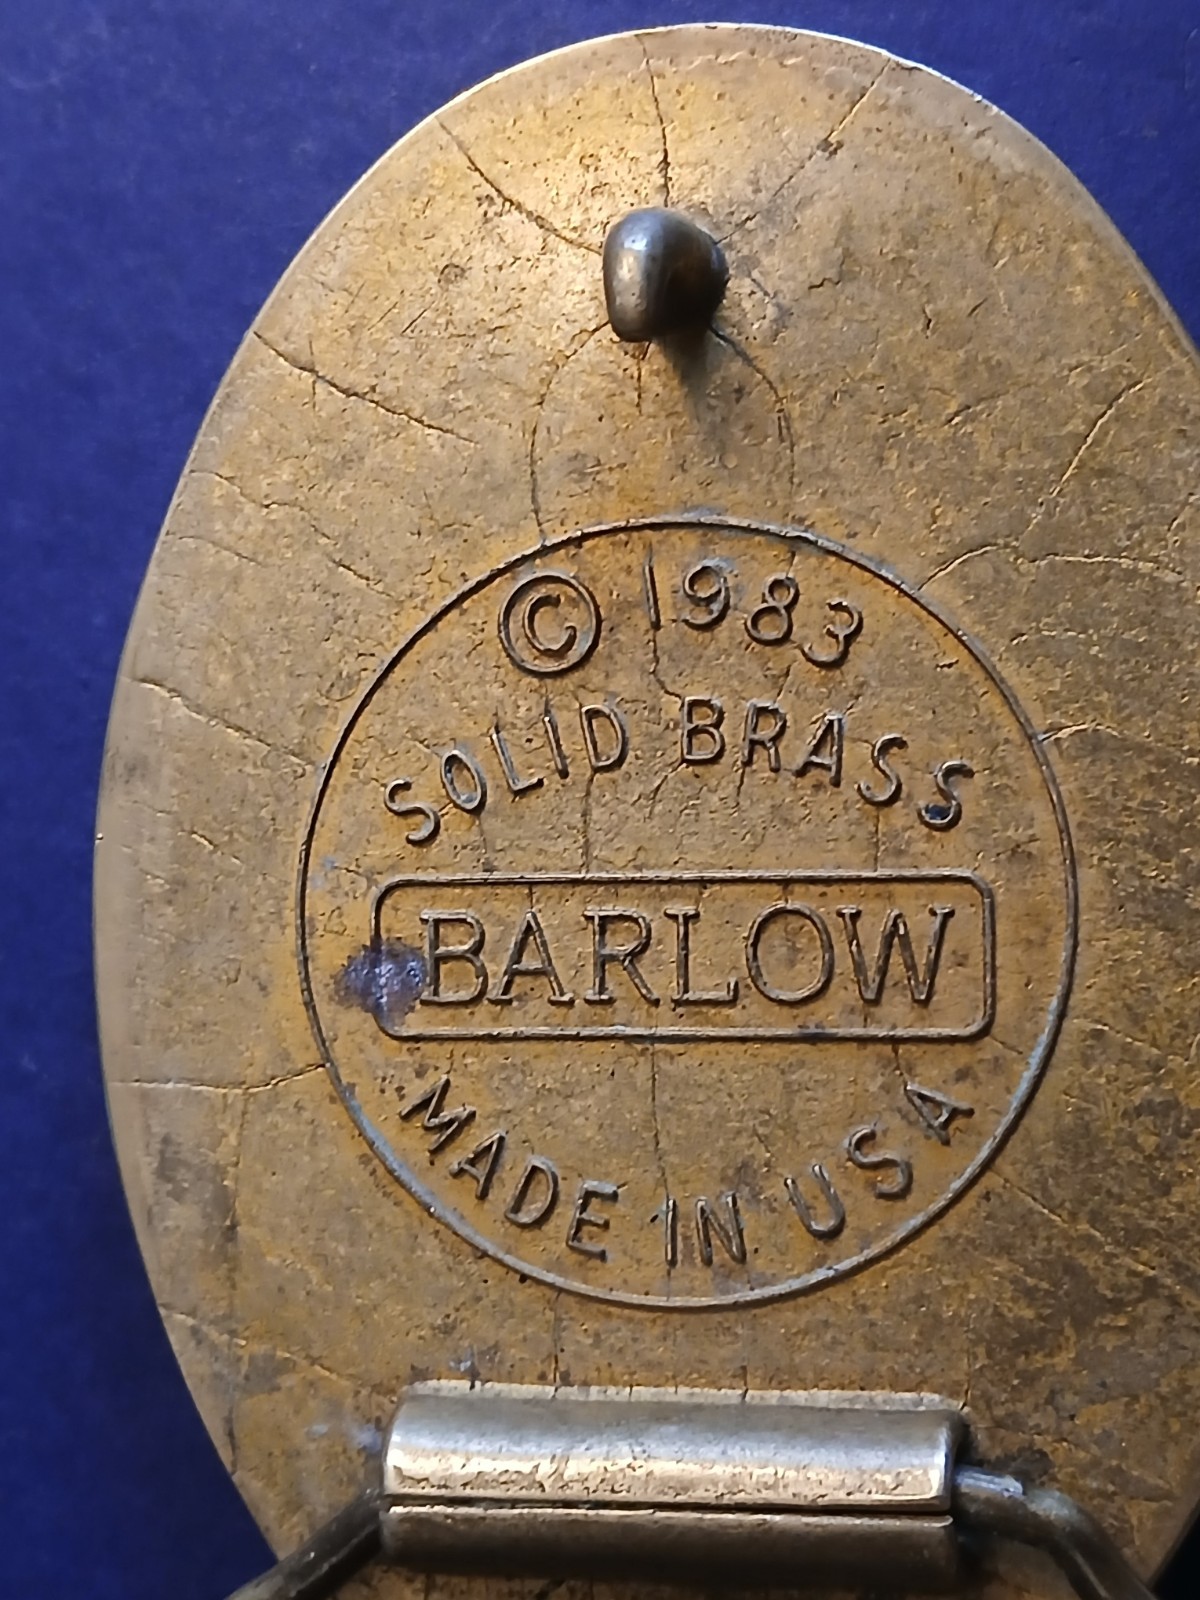 © 1983
SOLID BRASS
BARLOW
MADE IN USA